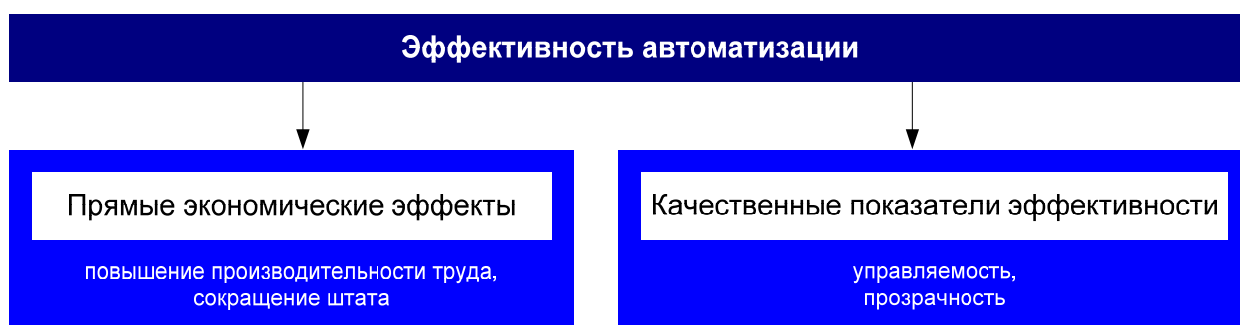 Эффективность автоматизации
Прямые экономические эффекты
повышение производительности труда,
сокращение штата
Качественные показатели эффективности
управляемость,
прозрачность